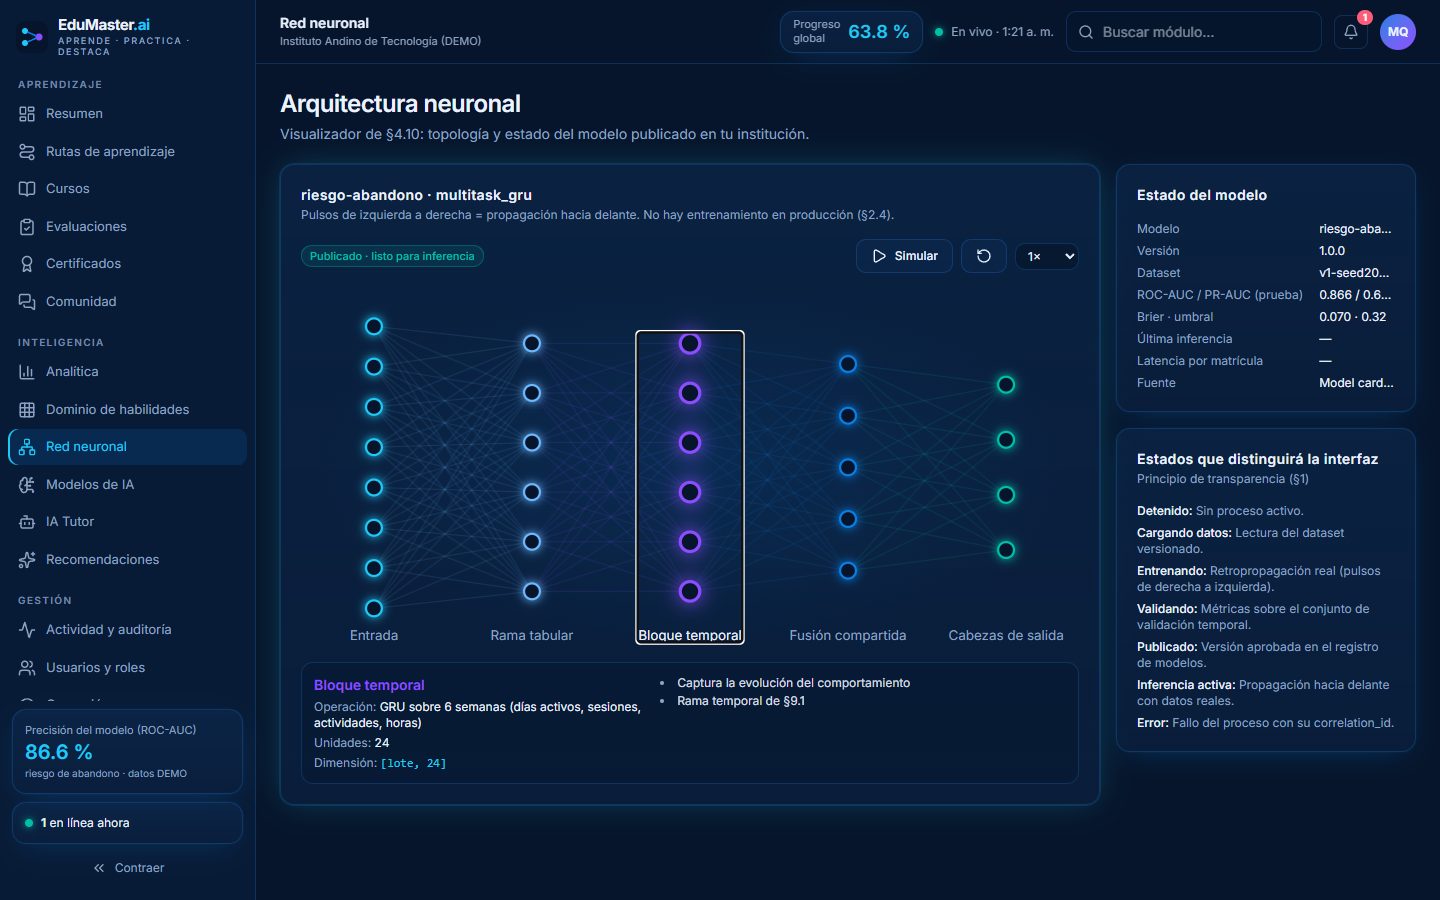 EduMaster.ai
APRENDE · PRACTICA ·
DESTACA
APRENDIZAJE
Resumen
Rutas de aprendizaje
Cursos
Evaluaciones
Certificados
Comunidad
INTELIGENCIA
Analítica
Dominio de habilidades
Red neuronal
Modelos de IA
IA Tutor
Recomendaciones
GESTIÓN
Actividad y auditoría
Usuarios y roles
Precisión del modelo (ROC-AUC)
86.6 %
riesgo de abandono · datos DEMO
1 en línea ahora
Contraer
Red neuronal
Instituto Andino de Tecnología (DEMO)
Progreso
global
63.8 %
En vivo · 1:21 a. m.
Buscar módulo...
1
MQ
Arquitectura neuronal
Visualizador de §4.10: topología y estado del modelo publicado en tu institución.
riesgo-abandono · multitask_gru
Pulsos de izquierda a derecha = propagación hacia delante. No hay entrenamiento en producción (§2.4).
Publicado · listo para inferencia
Simular
1×
Entrada
Rama tabular
Bloque temporal
Fusión compartida
Cabezas de salida
Bloque temporal
Operación: GRU sobre 6 semanas (días activos, sesiones,
actividades, horas)
Unidades: 24
Dimensión: [lote, 24]
Captura la evolución del comportamiento
Rama temporal de §9.1
Estado del modelo
Modelo riesgo-aba...
Versión 1.0.0
Dataset v1-seed20...
ROC-AUC / PR-AUC (prueba) 0.866 / 0.6...
Brier · umbral 0.070 · 0.32
Última inferencia —
Latencia por matrícula —
Fuente Model card...
Estados que distinguirá la interfaz
Principio de transparencia (§1)
Detenido: Sin proceso activo.
Cargando datos: Lectura del dataset
versionado.
Entrenando: Retropropagación real (pulsos
de derecha a izquierda).
Validando: Métricas sobre el conjunto de
validación temporal.
Publicado: Versión aprobada en el registro
de modelos.
Inferencia activa: Propagación hacia delante
con datos reales.
Error: Fallo del proceso con su correlation_id.